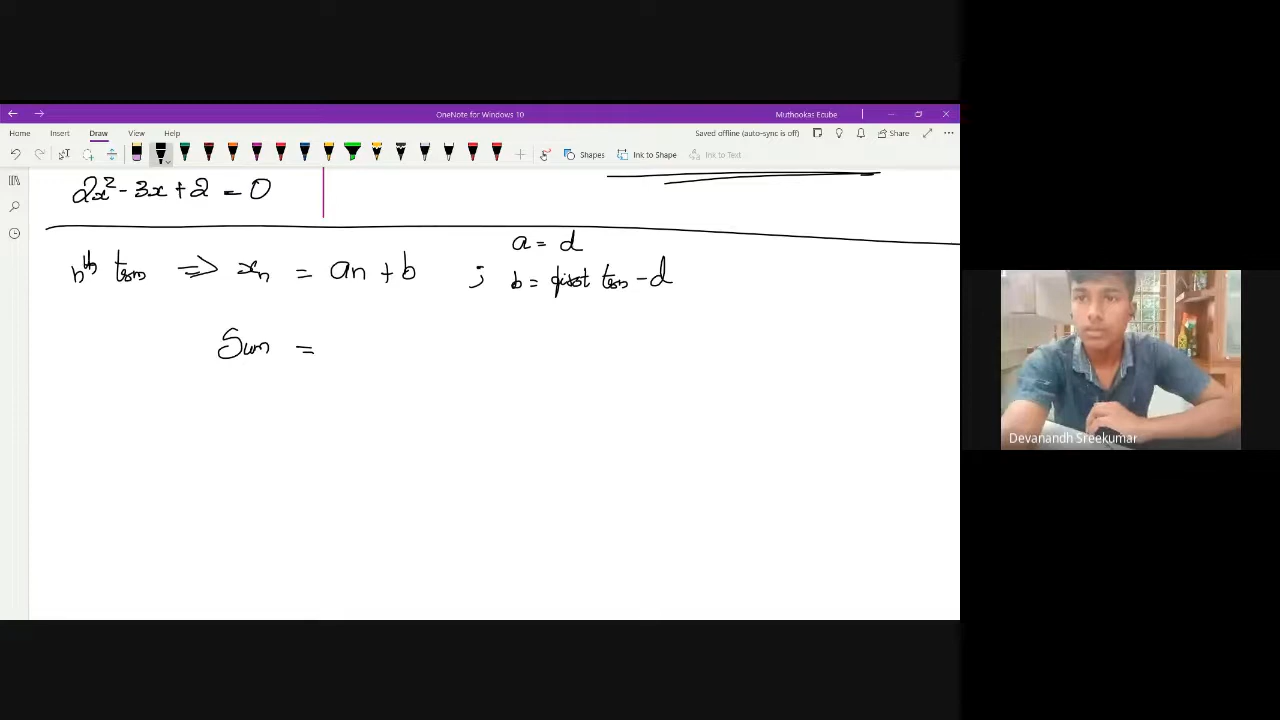 OneNote for Windows 10
Muthookas Ecube
Home Insert Draw View Help
Saved offline (auto-sync is off)
Share
Shapes
Ink to Shape
Ink to Text
2x² - 3x + 2 = 0
nth term ⇒ xn = an + b ; a = d
b = first term - d
Sum =
Devanandh Sreekumar